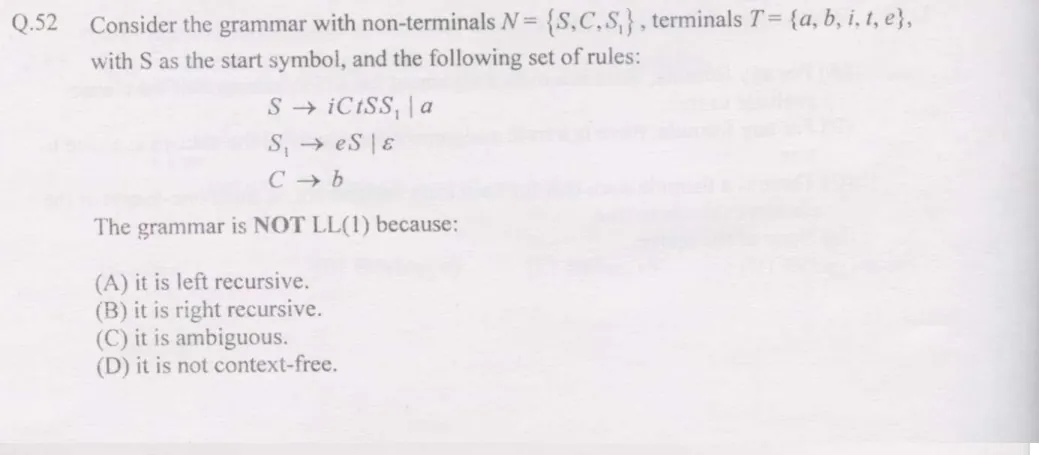 Q.52 Consider the grammar with non-terminals N = {S,C,S₁}, terminals T = {a, b, i, t, e},
with S as the start symbol, and the following set of rules:
S → iCtSS₁ | a
S₁ → eS | ε
C → b
The grammar is NOT LL(1) because:
(A) it is left recursive.
(B) it is right recursive.
(C) it is ambiguous.
(D) it is not context-free.